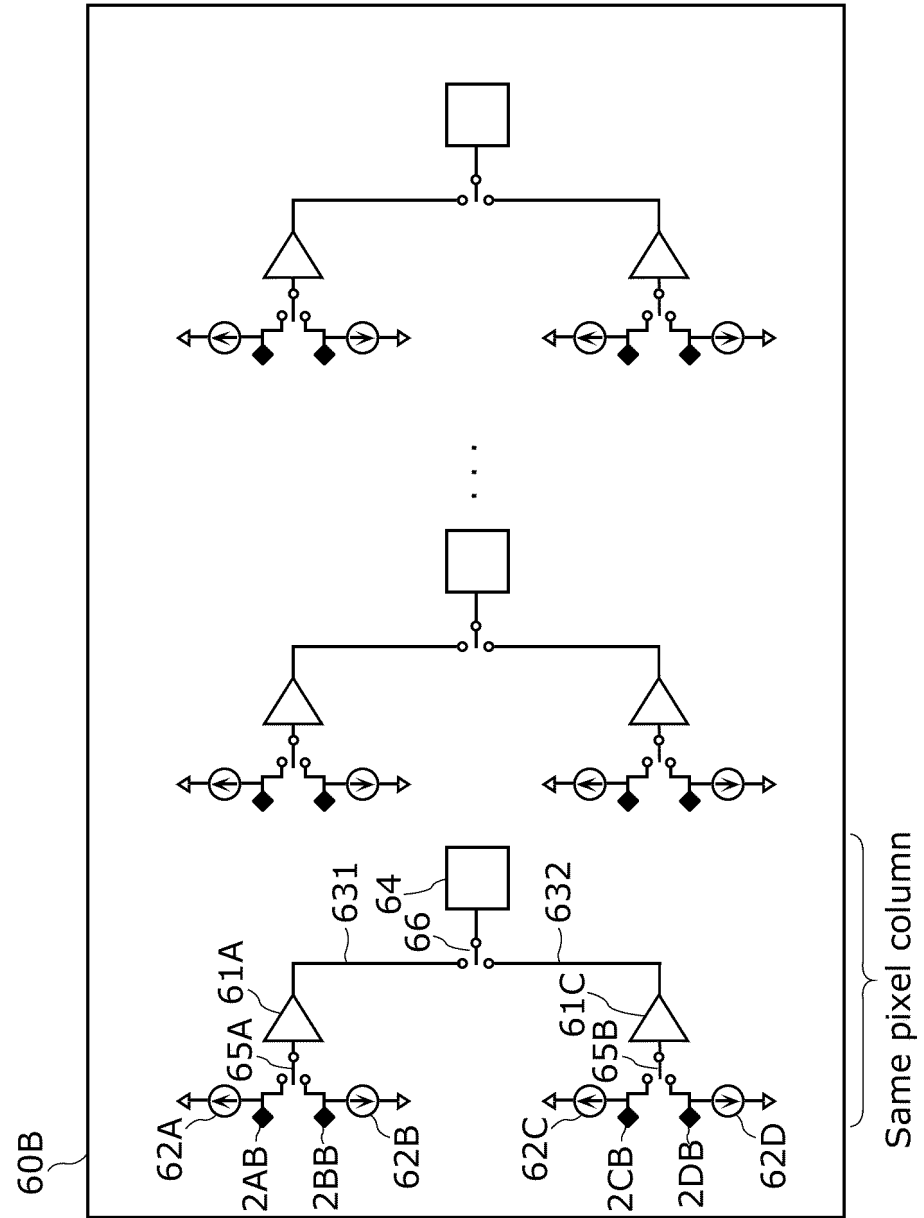 60B
62A
2AB
65A
61A
2BB
62B
631
66
64
632
62C
2CB
65B
61C
2DB
62D
Same pixel column
. . .